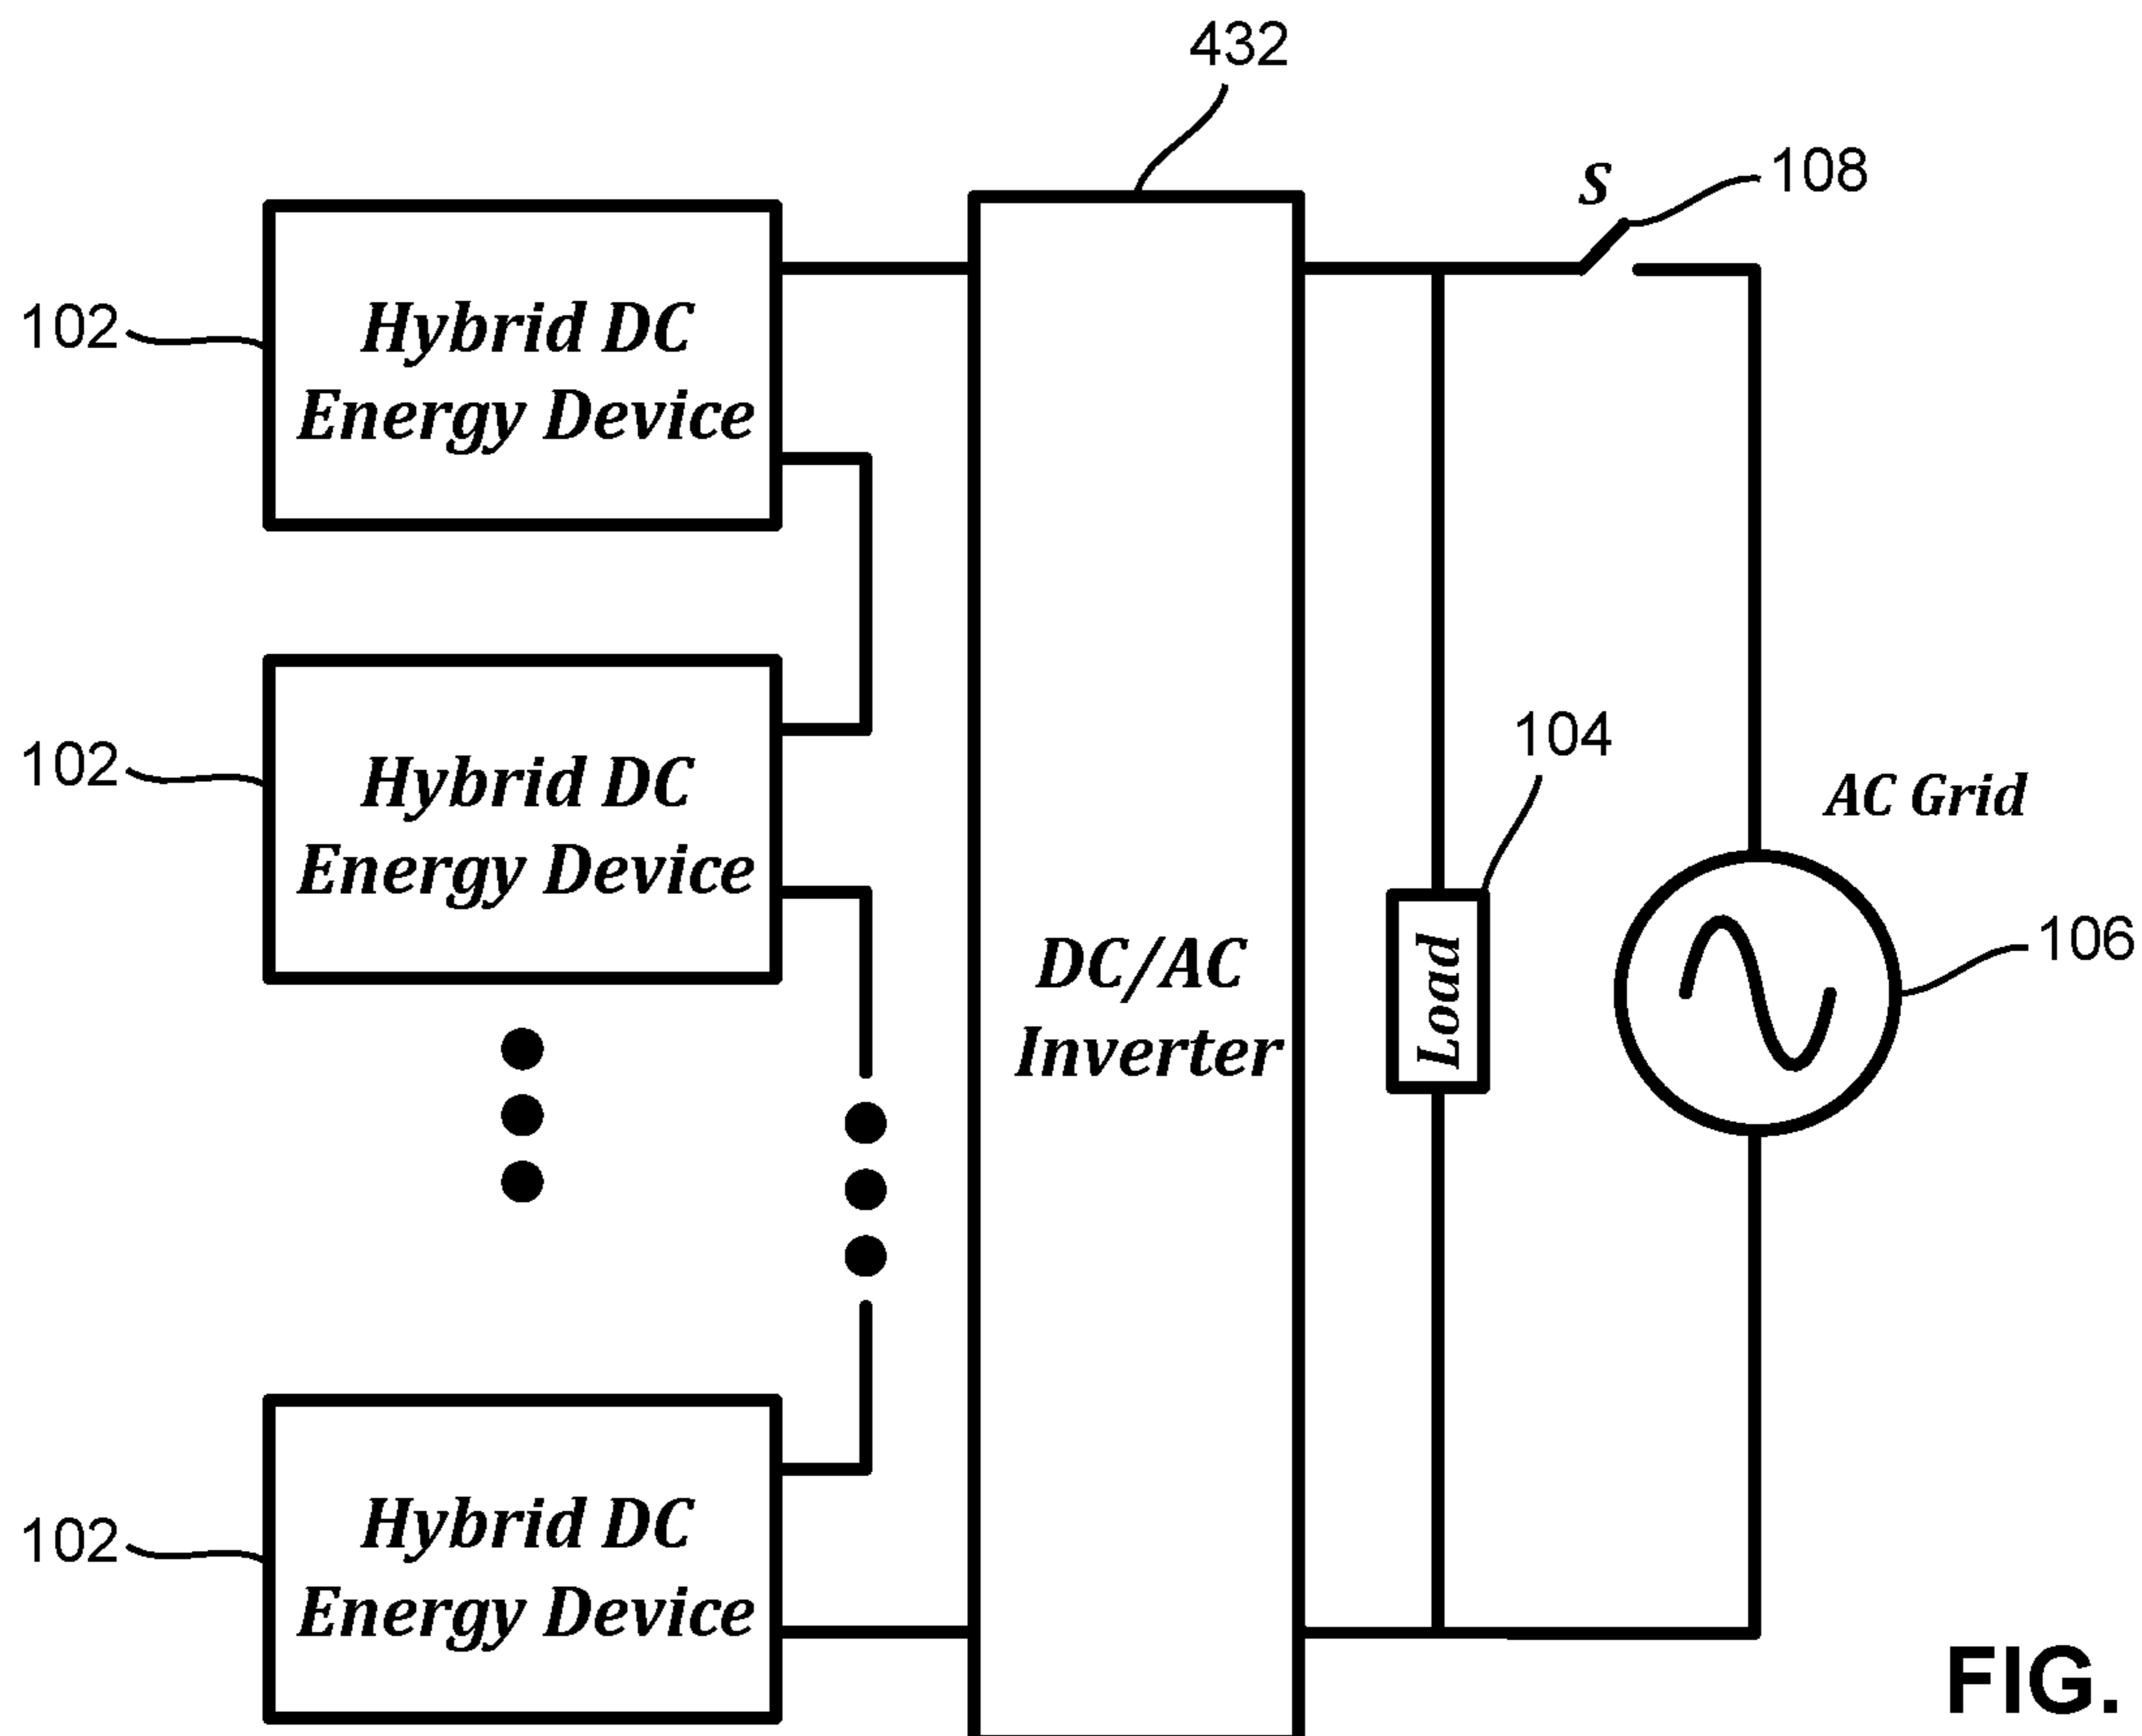 432
S
108
102
Hybrid DC
Energy Device
102
Hybrid DC
Energy Device
104
AC Grid
Load
106
DC/AC
Inverter
102
Hybrid DC
Energy Device
FIG.